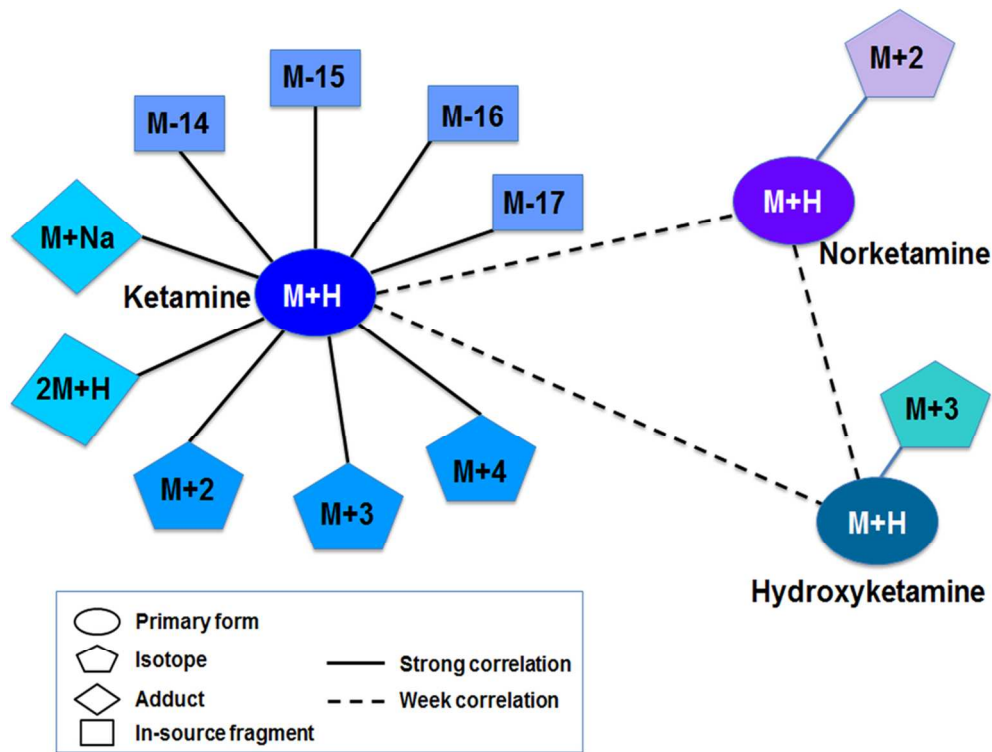 M+2
M-15
M-14
M-16
M-17
M+H
M+Na
Norketamine
Ketamine
M+H
2M+H
M+3
M+4
M+2
M+3
M+H
Hydroxyketamine
Primary form
Isotope
Strong correlation
Adduct
Week correlation
In-source fragment